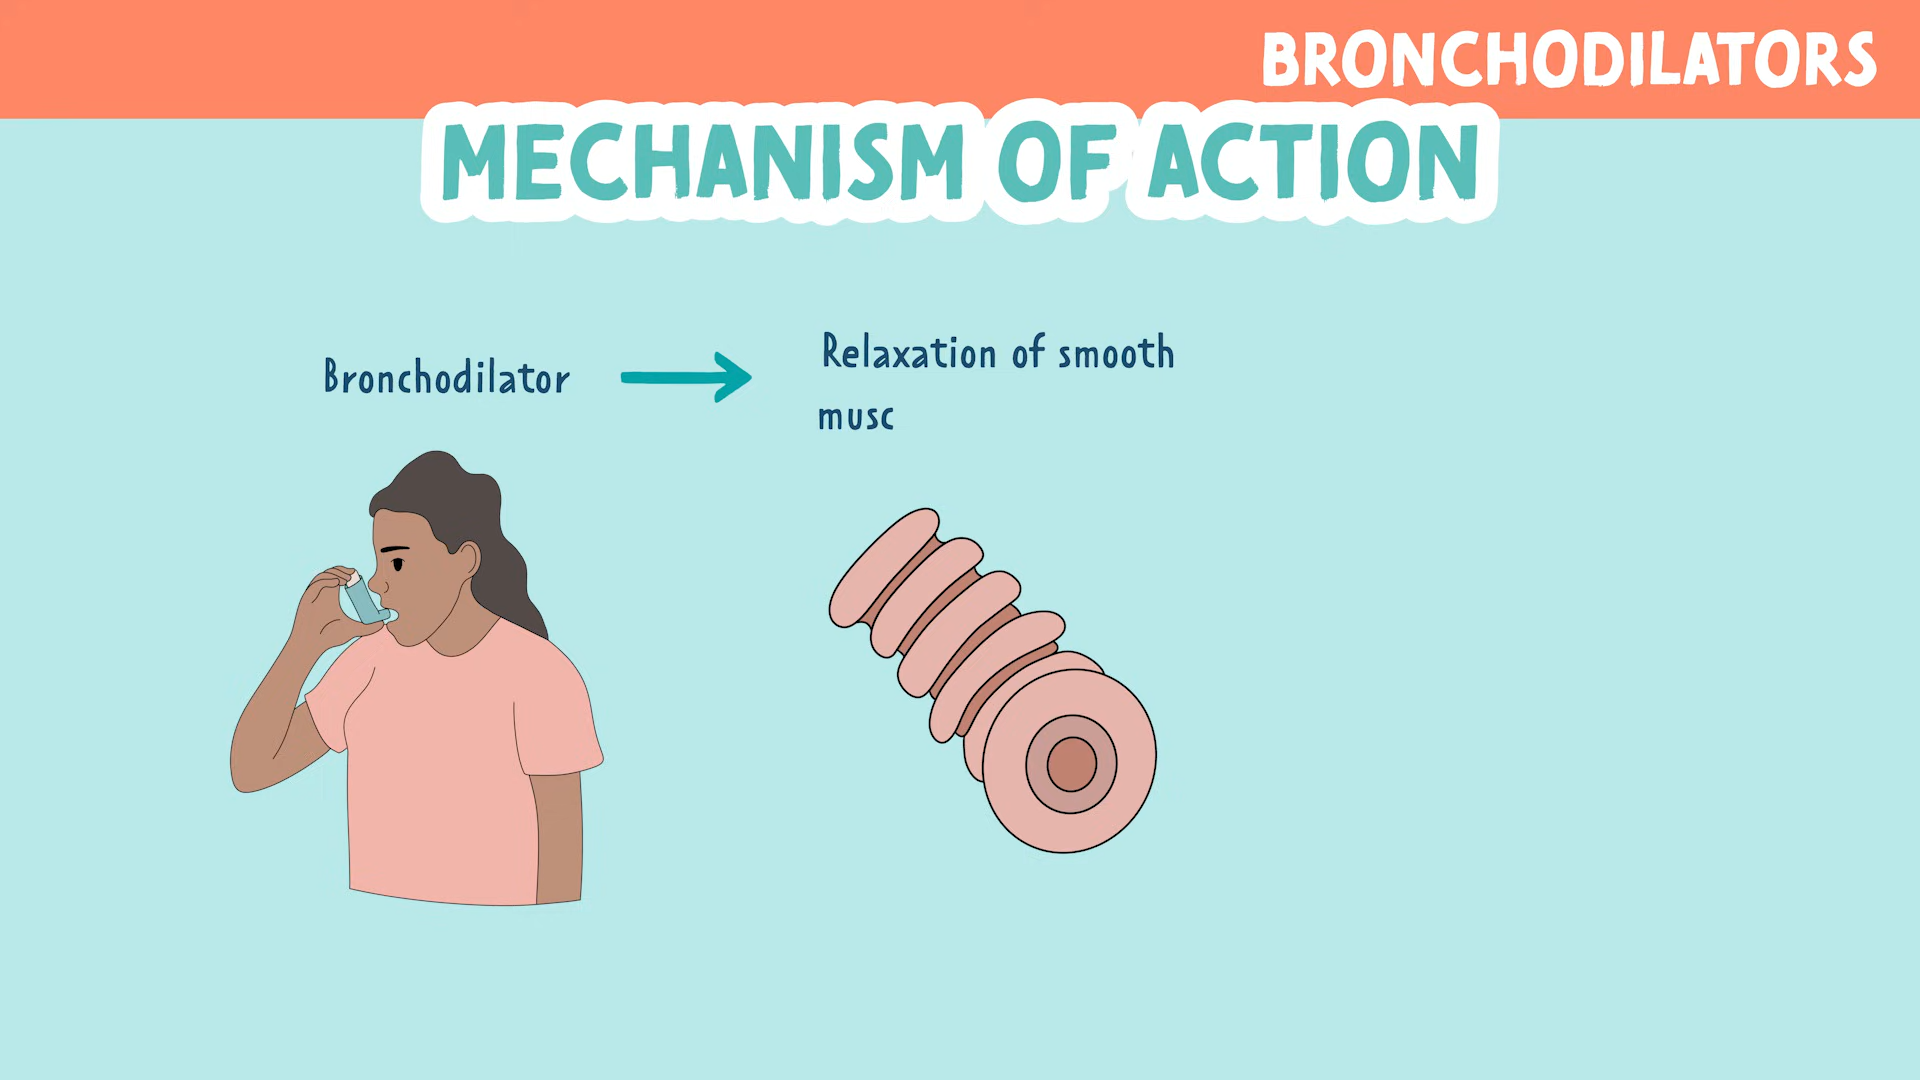 BRONCHODILATORS
MECHANISM OF ACTION
Bronchodilator
Relaxation of smooth
musc